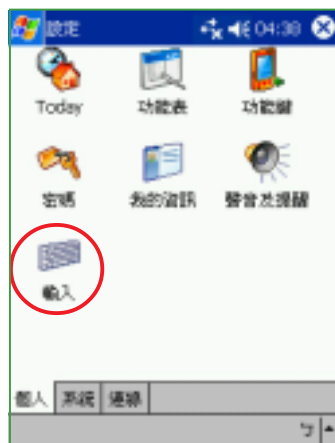 設定 04:38
Today 功能表 功能鍵
密碼 我的資訊 聲音及提醒
輸入
個人 系統 連線
ㄅ